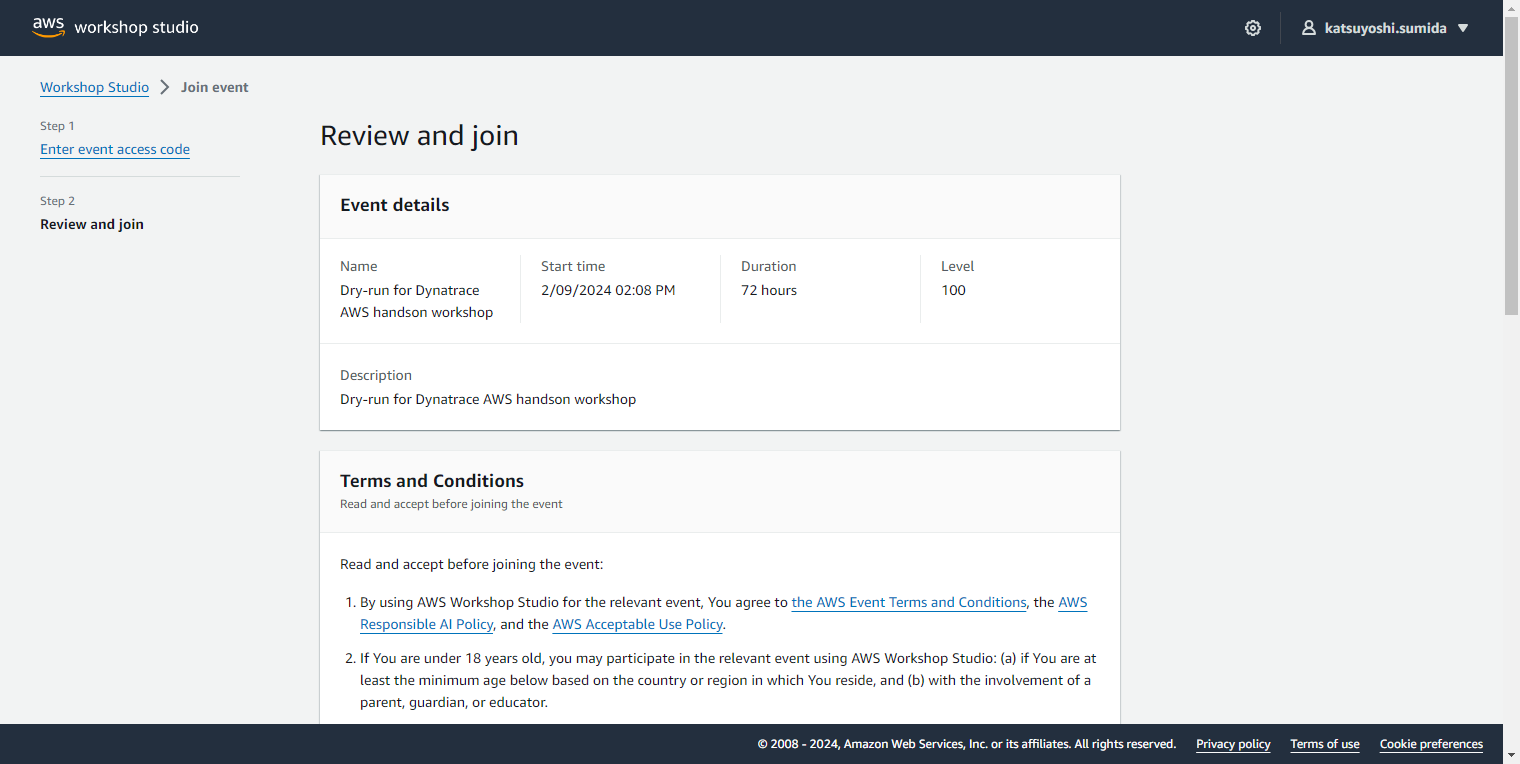 aws workshop studio
katsuyoshi.sumida
Workshop Studio
Join event
Step 1
Enter event access code
Step 2
Review and join
Review and join
Event details
Name
Dry-run for Dynatrace
AWS handson workshop
Start time
2/09/2024 02:08 PM
Duration
72 hours
Level
100
Description
Dry-run for Dynatrace AWS handson workshop
Terms and Conditions
Read and accept before joining the event
Read and accept before joining the event:
1. By using AWS Workshop Studio for the relevant event, You agree to the AWS Event Terms and Conditions, the AWS
Responsible AI Policy, and the AWS Acceptable Use Policy.
2. If You are under 18 years old, you may participate in the relevant event using AWS Workshop Studio: (a) if You are at
least the minimum age below based on the country or region in which You reside, and (b) with the involvement of a
parent, guardian, or educator.
© 2008 - 2024, Amazon Web Services, Inc. or its affiliates. All rights reserved.
Privacy policy
Terms of use
Cookie preferences